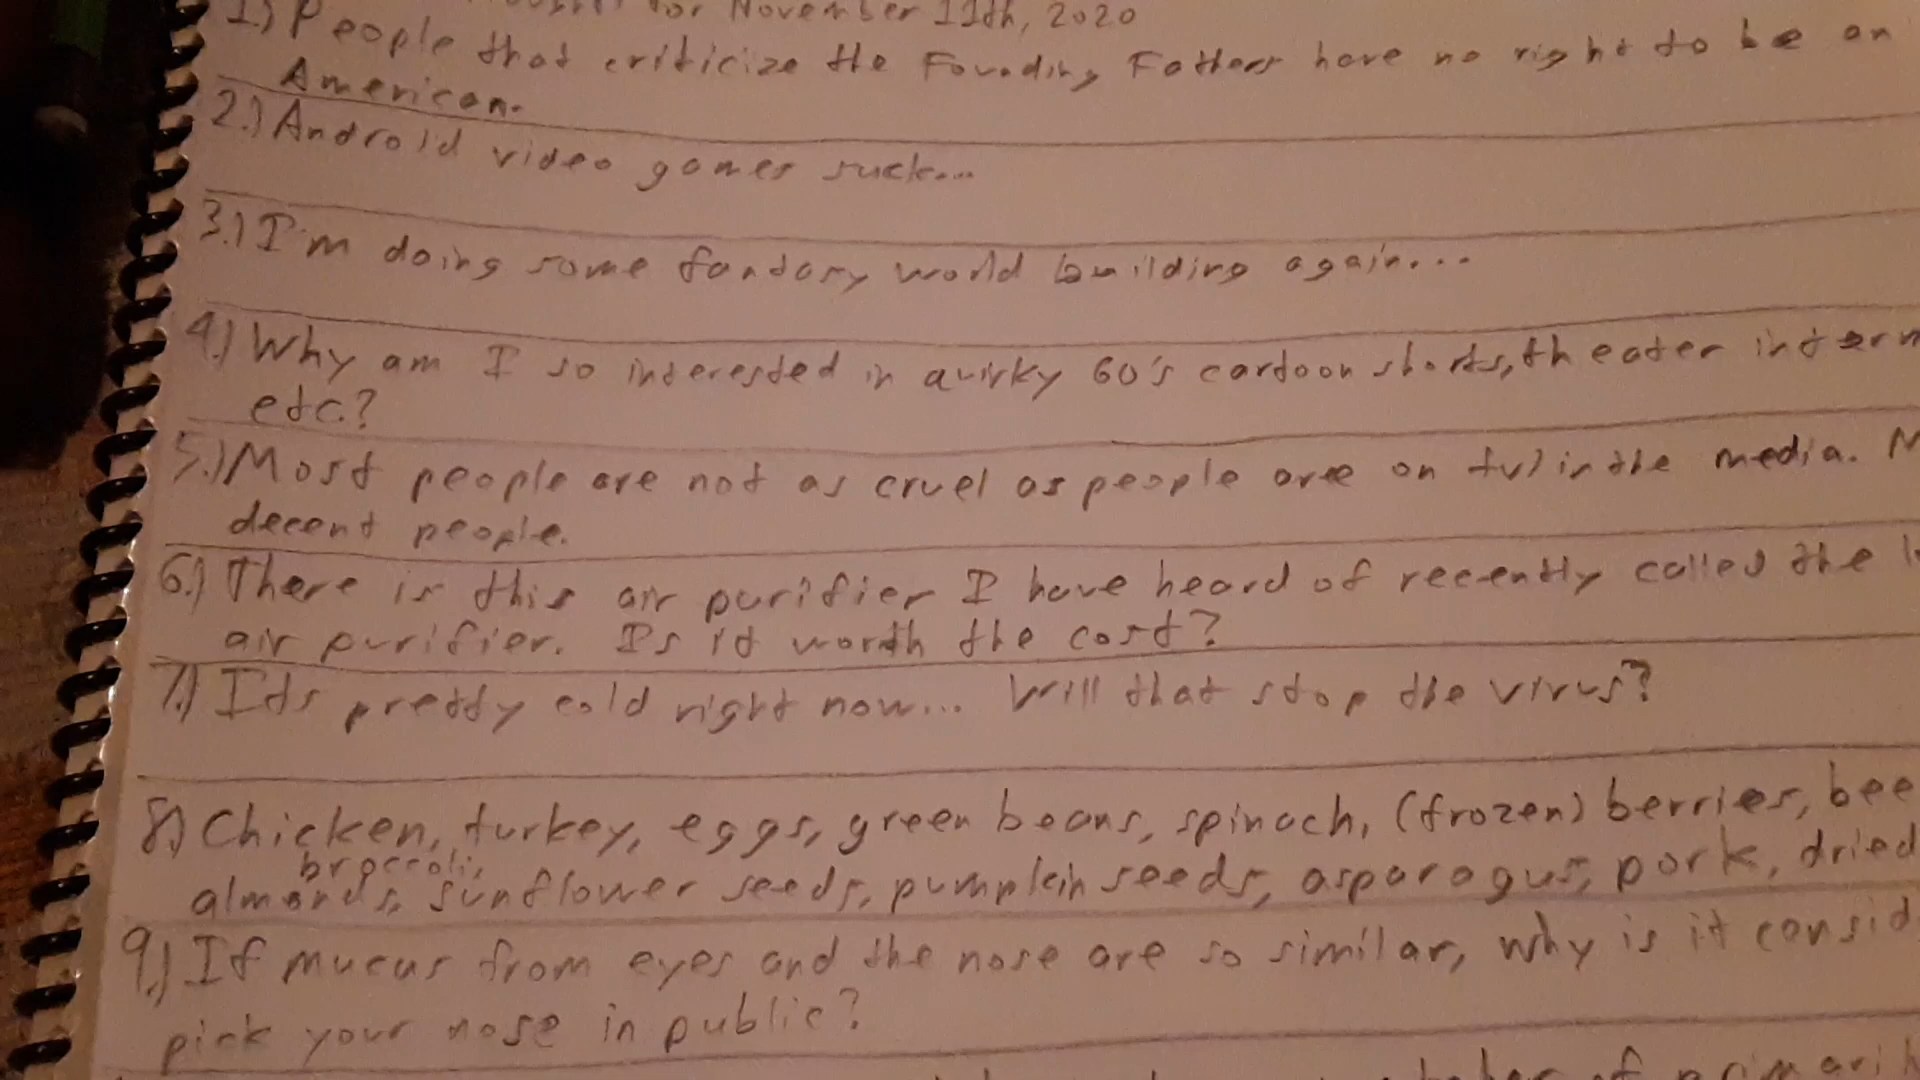 for November 11th, 2020
1.) People that criticize the Founding Fathers have no right to be an
American.
2.) Android video games suck...
3.) I'm doing some fantasy world building again...
4.) Why am I so interested in quirky 60's cartoon shorts, theater
etc.?
5.) Most people are not as cruel as people are on tv/in the media.
decent people.
6.) There is this air purifier I have heard of recently called the
air purifier. Is it worth the cost?
7.) It's pretty cold right now... Will that stop the virus?
8.) Chicken, turkey, eggs, green beans, spinach, (frozen) berries,
broccoli,
almonds, sunflower seeds, pumpkin seeds, asparagus, pork, dried
9.) If mucus from eyes and the nose are so similar, why is it
pick your nose in public?
of